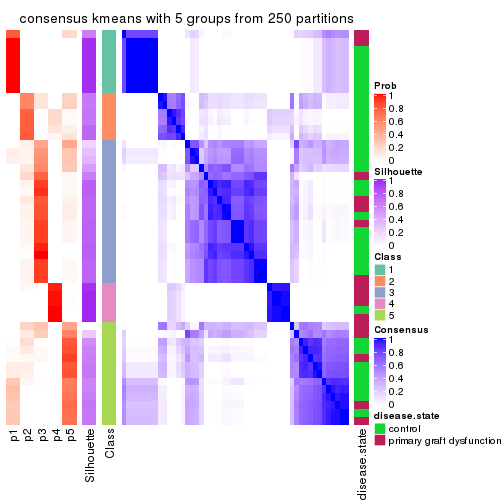 consensus kmeans with 5 groups from 250 partitions
Prob
1
0.8
0.6
0.4
0.2
0
Silhouette
1
0.8
0.6
0.4
0.2
0
Class
1
2
3
4
5
Consensus
1
0.8
0.6
0.4
0.2
0
disease.state
control
primary graft dysfunction
p1
p2
p3
p4
p5
Silhouette
Class
disease.state